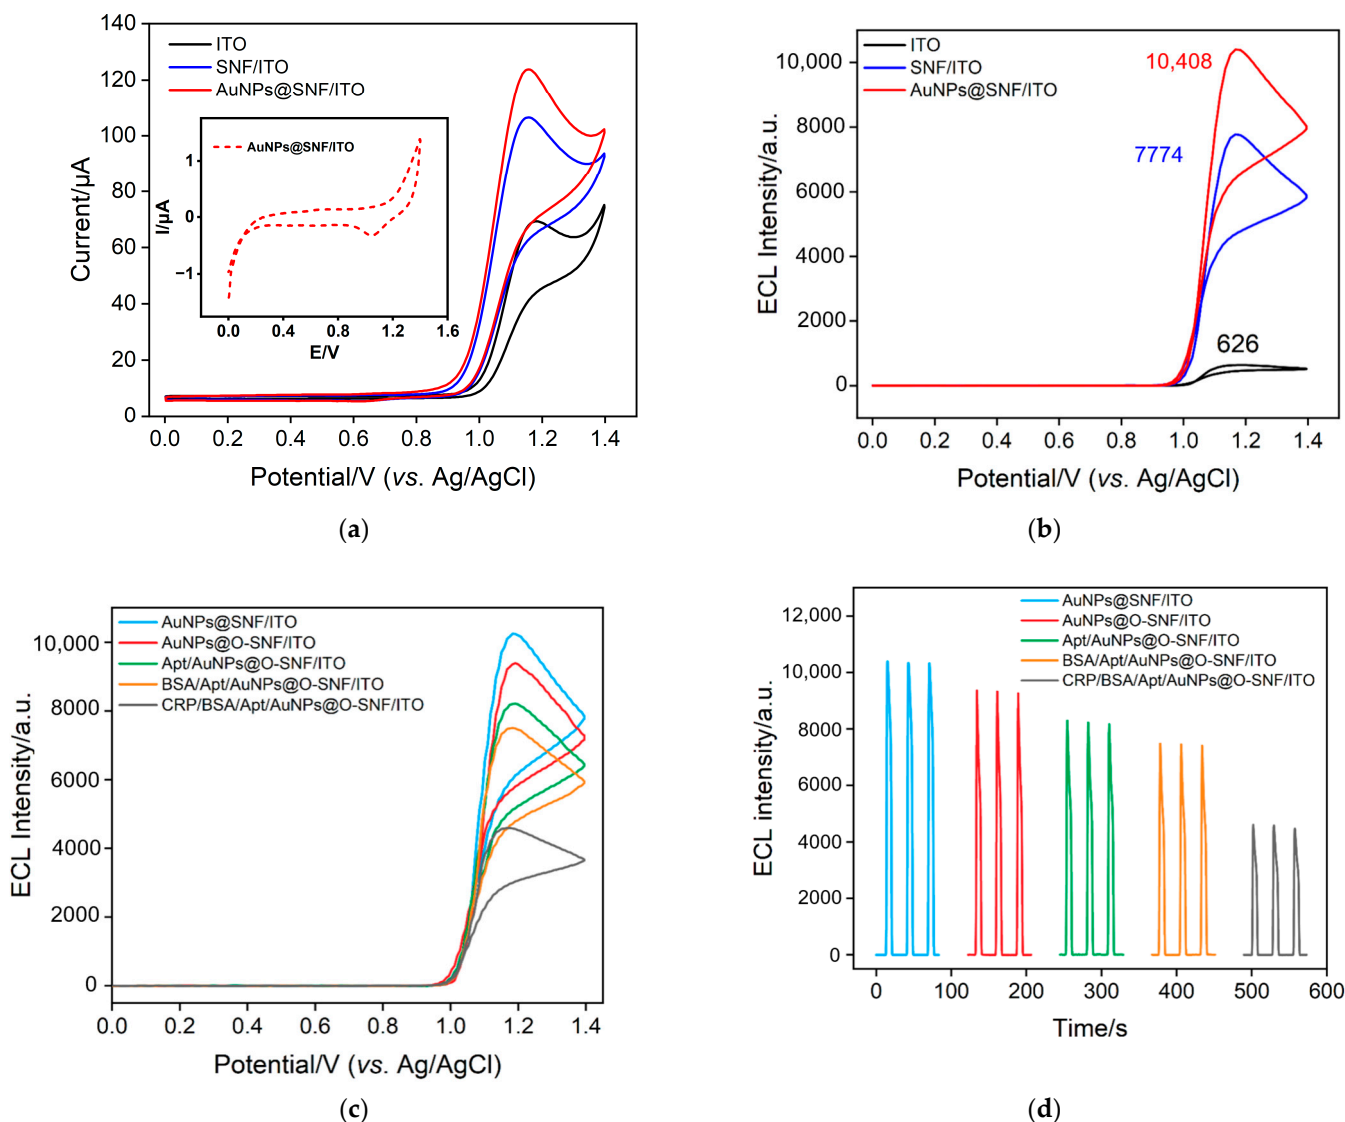 140
120
100
80
60
40
20
0
Current/μA
ITO
SNF/ITO
AuNPs@SNF/ITO
AuNPs@SNF/ITO
1
0
−1
I/μA
0.0 0.4 0.8 1.2 1.6
E/V
0.0 0.2 0.4 0.6 0.8 1.0 1.2 1.4
Potential/V (vs. Ag/AgCl)
(a)
10,000
8000
6000
4000
2000
0
ECL Intensity/a.u.
ITO
SNF/ITO
AuNPs@SNF/ITO
10,408
7774
626
0.0 0.2 0.4 0.6 0.8 1.0 1.2 1.4
Potential/V (vs. Ag/AgCl)
(b)
10,000
8000
6000
4000
2000
0
ECL Intensity/a.u.
AuNPs@SNF/ITO
AuNPs@O-SNF/ITO
Apt/AuNPs@O-SNF/ITO
BSA/Apt/AuNPs@O-SNF/ITO
CRP/BSA/Apt/AuNPs@O-SNF/ITO
0.0 0.2 0.4 0.6 0.8 1.0 1.2 1.4
Potential/V (vs. Ag/AgCl)
(c)
12,000
10,000
8000
6000
4000
2000
0
ECL intensity/a.u.
AuNPs@SNF/ITO
AuNPs@O-SNF/ITO
Apt/AuNPs@O-SNF/ITO
BSA/Apt/AuNPs@O-SNF/ITO
CRP/BSA/Apt/AuNPs@O-SNF/ITO
0 100 200 300 400 500 600
Time/s
(d)